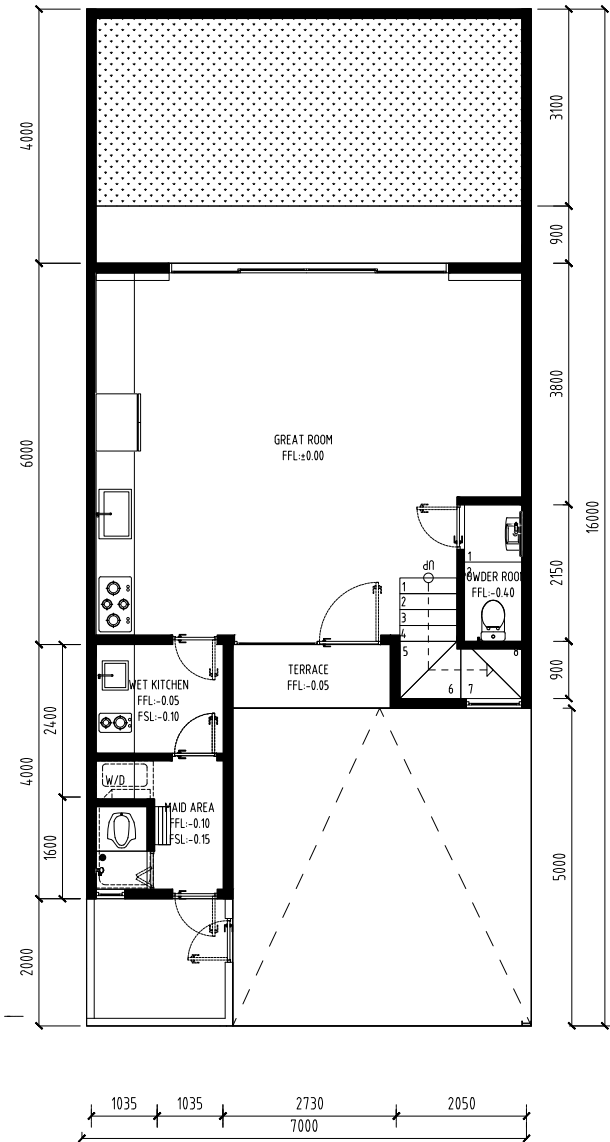 4000
3100
900
6000
3800
16000
GREAT ROOM
FFL:±0.00
2150
UP
1
2
3
4
5
6
7
8
1
2
POWDER ROOM
FFL:-0.40
TERRACE
FFL:-0.05
900
2400
WET KITCHEN
FFL:-0.05
FSL:-0.10
4000
W/D
MAID AREA
FFL:-0.10
FSL:-0.15
1600
5000
2000
1035
1035
2730
2050
7000